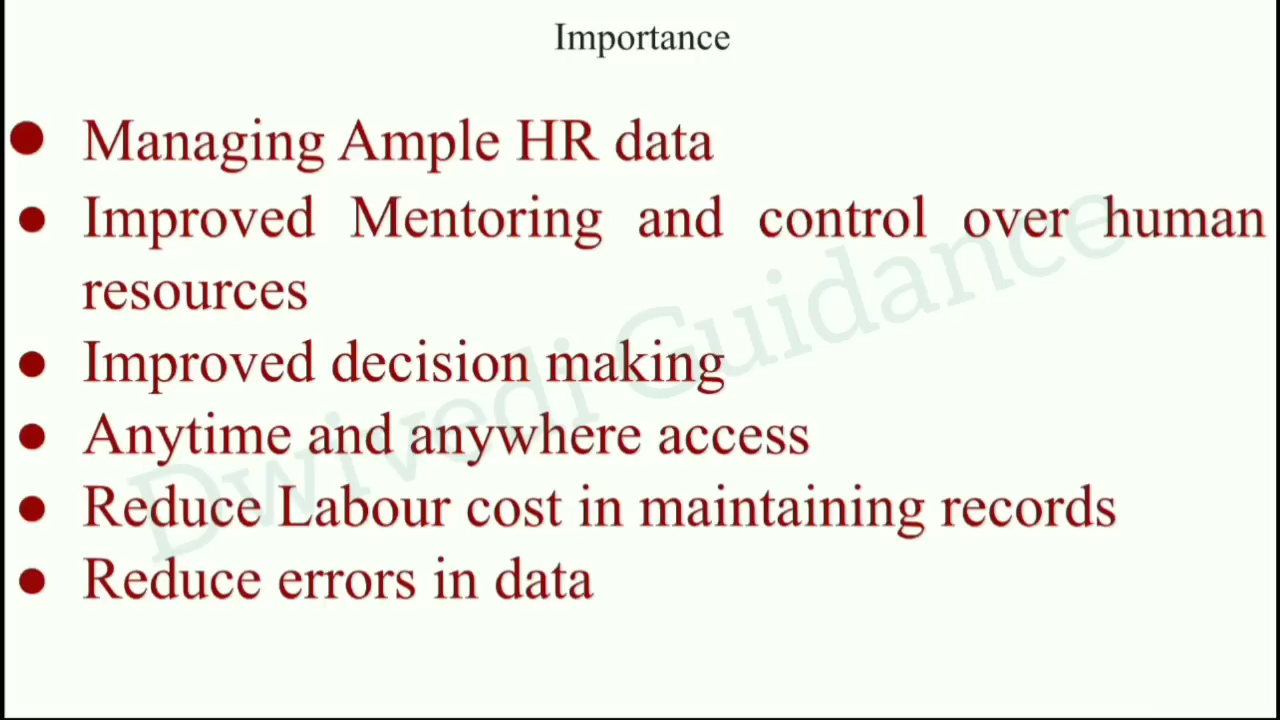 Importance
● Managing Ample HR data
● Improved Mentoring and control over human
resources
● Improved decision making
● Anytime and anywhere access
● Reduce Labour cost in maintaining records
● Reduce errors in data
Dwivedi Guidance